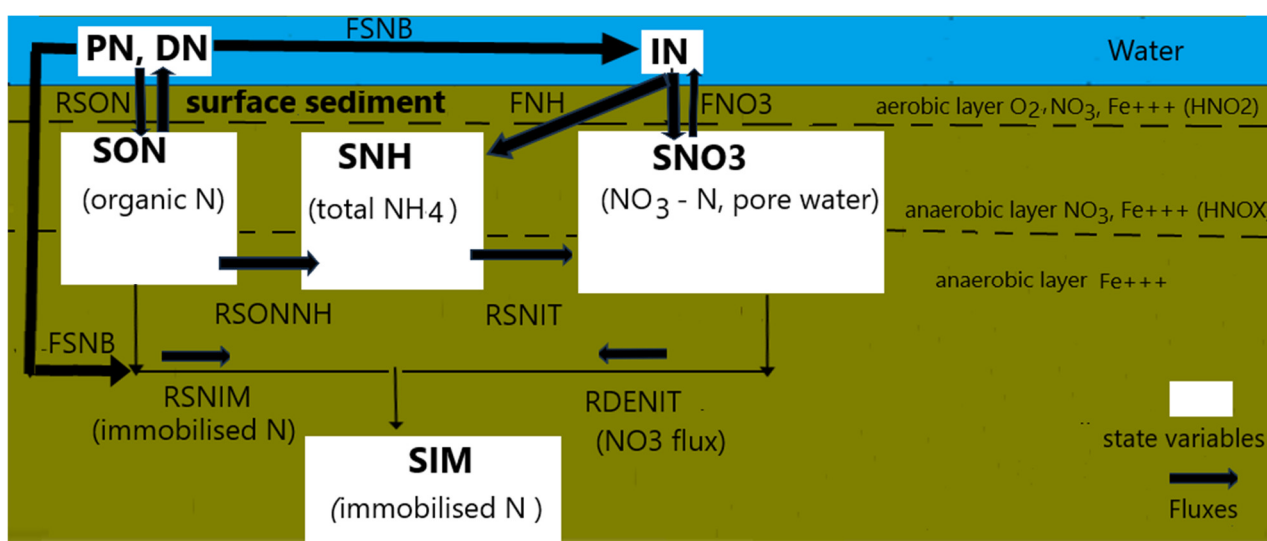 FSNB
PN, DN
IN
Water
RSON
surface sediment
FNH
FNO3
aerobic layer O2, NO3, Fe+++ (HNO2)
SON
(organic N)
SNH
(total NH4)
SNO3
(NO3 - N, pore water)
anaerobic layer NO3, Fe+++ (HNOX)
anaerobic layer Fe+++
RSONNH
RSNIT
FSNB
RSNIM
(immobilised N)
RDENIT
(NO3 flux)
SIM
(immobilised N )
state variables
Fluxes